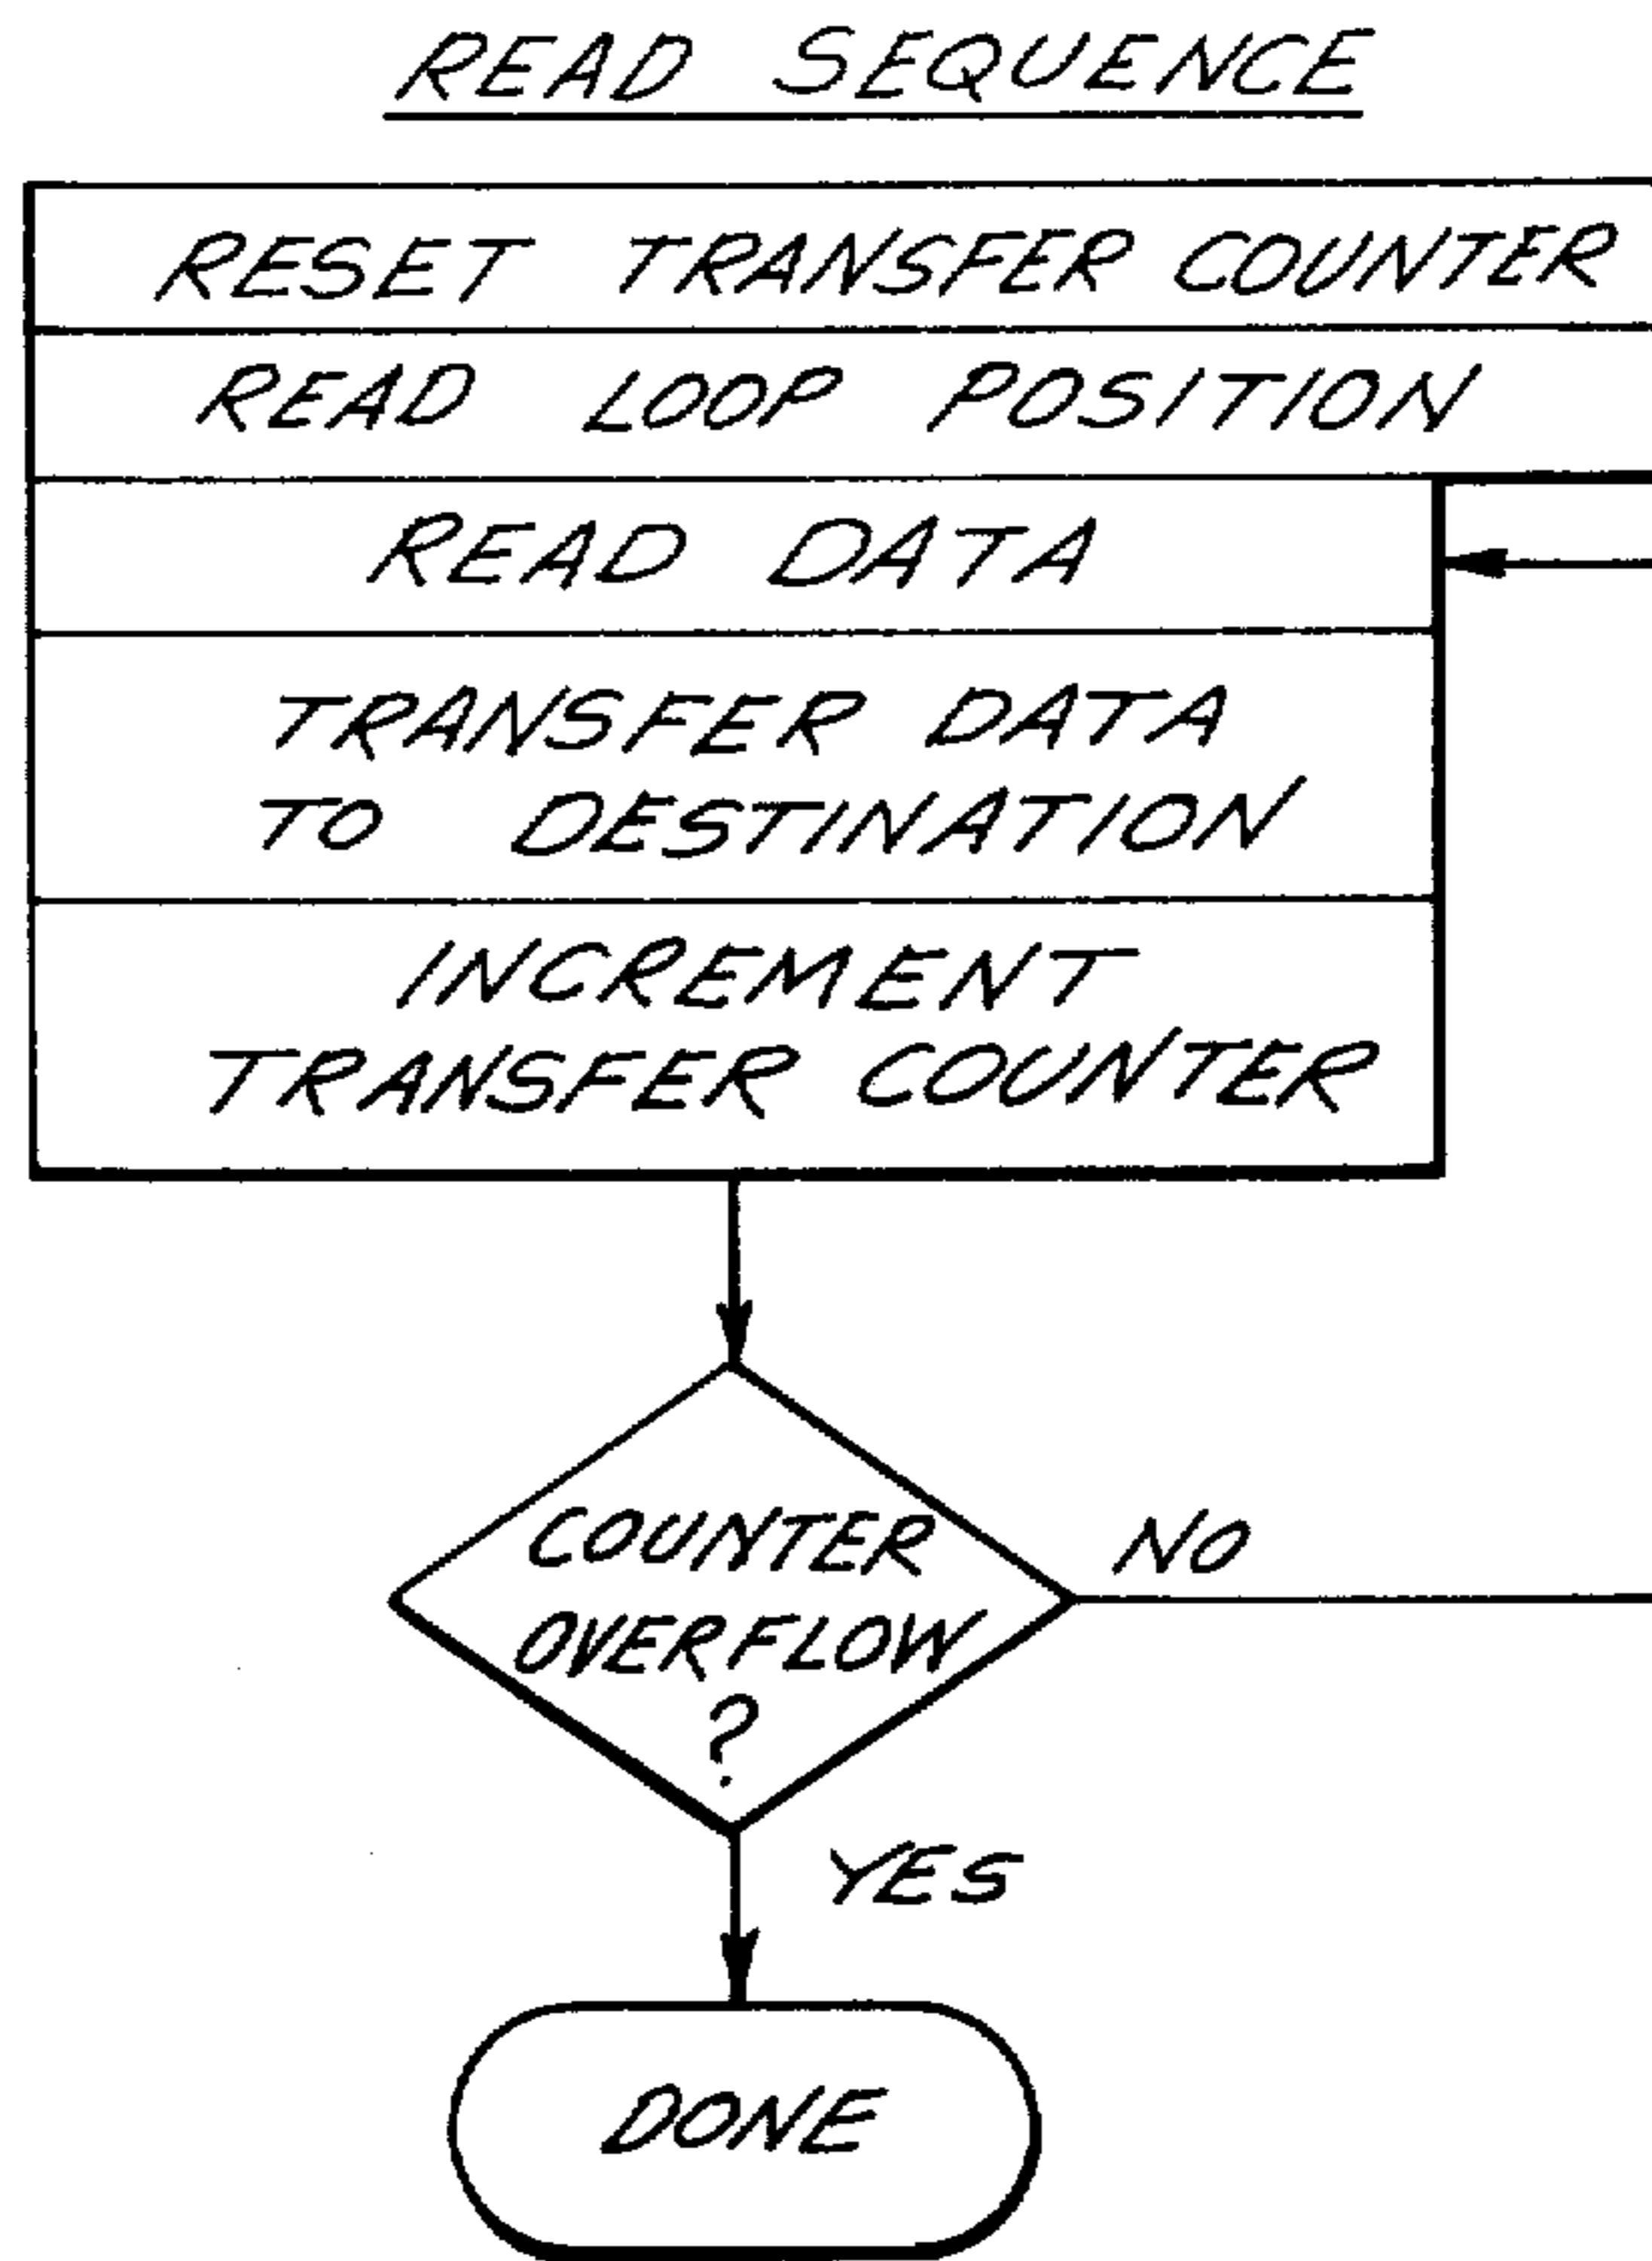 READ SEQUENCE
RESET TRANSFER COUNTER
READ LOOP POSITION
READ DATA
TRANSFER DATA
TO DESTINATION
INCREMENT
TRANSFER COUNTER
COUNTER
OVERFLOW
?
NO
YES
DONE